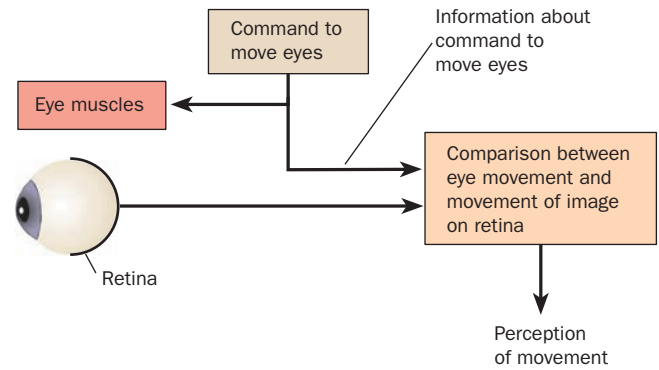 Command to
move eyes
Information about
command to
move eyes
Eye muscles
Comparison between
eye movement and
movement of image
on retina
Retina
Perception
of movement